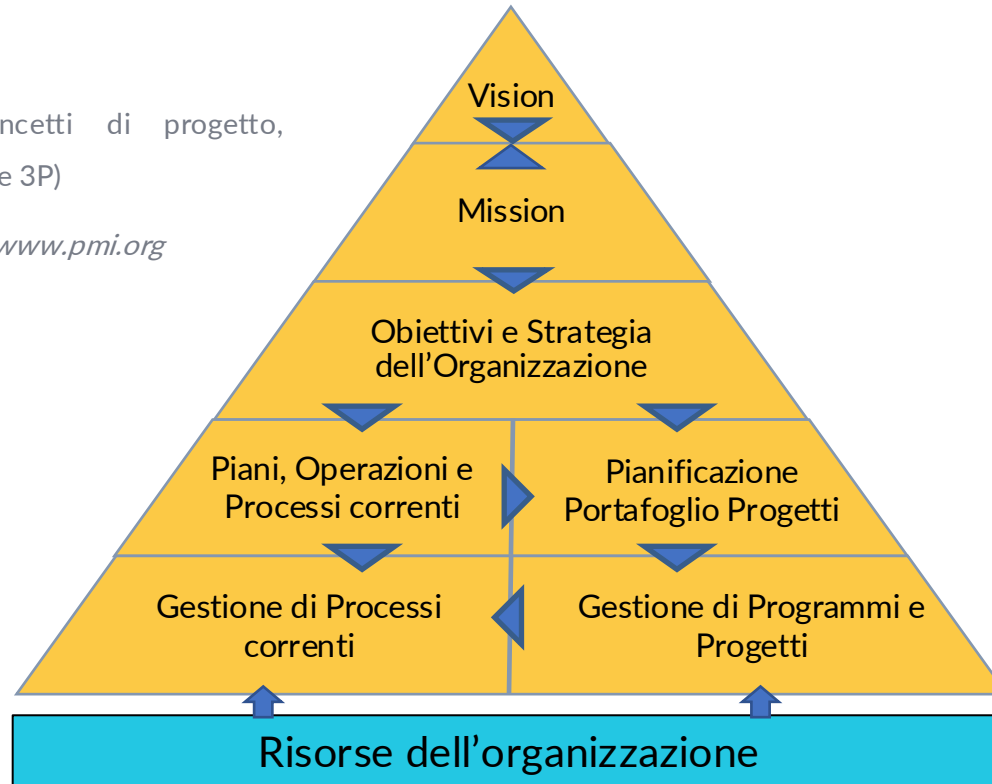 Vision
ncetti di progetto,
e 3P)
Mission
www.pmi.org
Obiettivi e Strategia
dell'Organizzazione
Piani, Operazioni e
Processi correnti
Pianificazione
Portafoglio Progetti
Gestione di Processi
correnti
Gestione di Programmi e
Progetti
Risorse dell'organizzazione